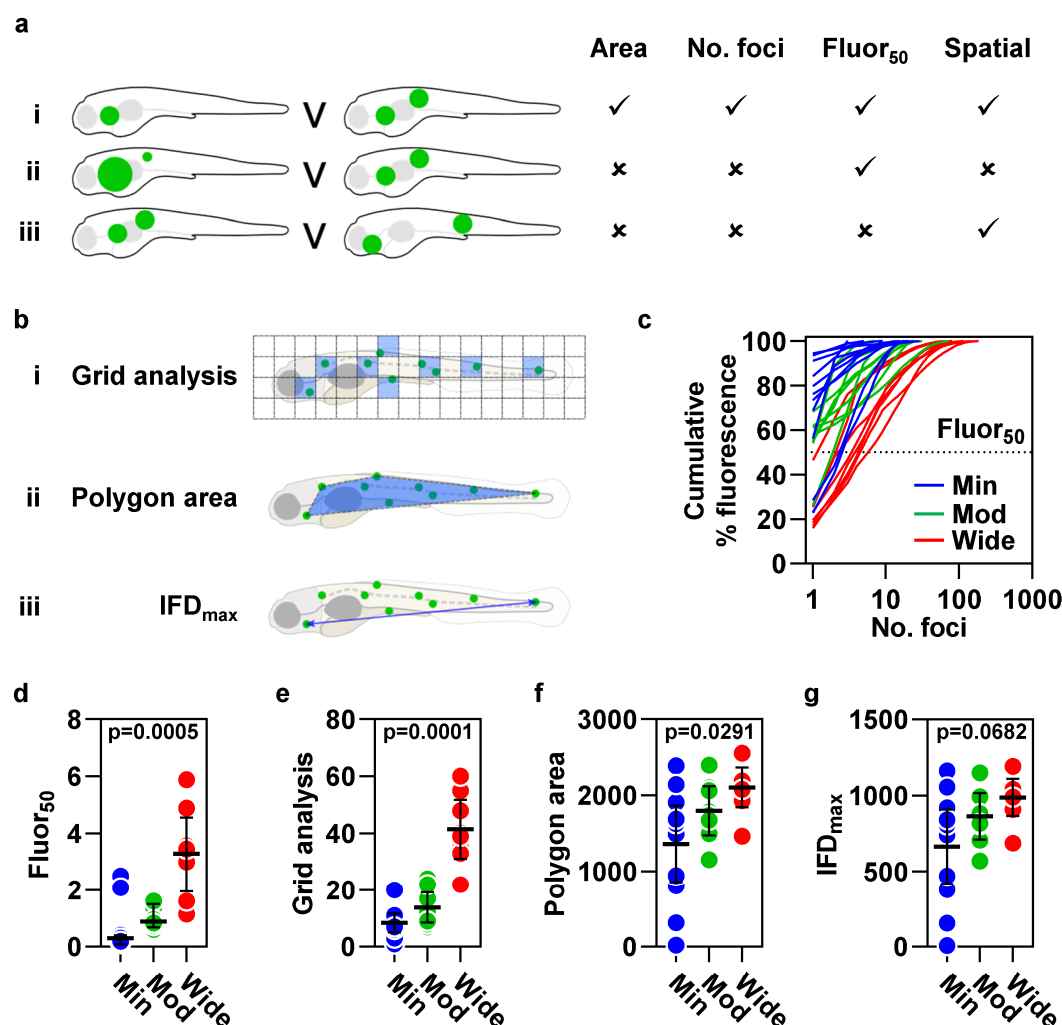 a
Area No. foci Fluor50 Spatial
i V ✓ ✓ ✓ ✓
ii V ✗ ✗ ✓ ✗
iii V ✗ ✗ ✗ ✓
b
i Grid analysis
ii Polygon area
iii IFDmax
c
100
80
60
40
20
0
Cumulative
% fluorescence
Fluor50
Min
Mod
Wide
1 10 100 1000
No. foci
d
p=0.0005
8
6
4
2
0
Fluor50
Min Mod Wide
e
p=0.0001
80
60
40
20
0
Grid analysis
Min Mod Wide
f
p=0.0291
3000
2000
1000
0
Polygon area
Min Mod Wide
g
p=0.0682
1500
1000
500
0
IFDmax
Min Mod Wide